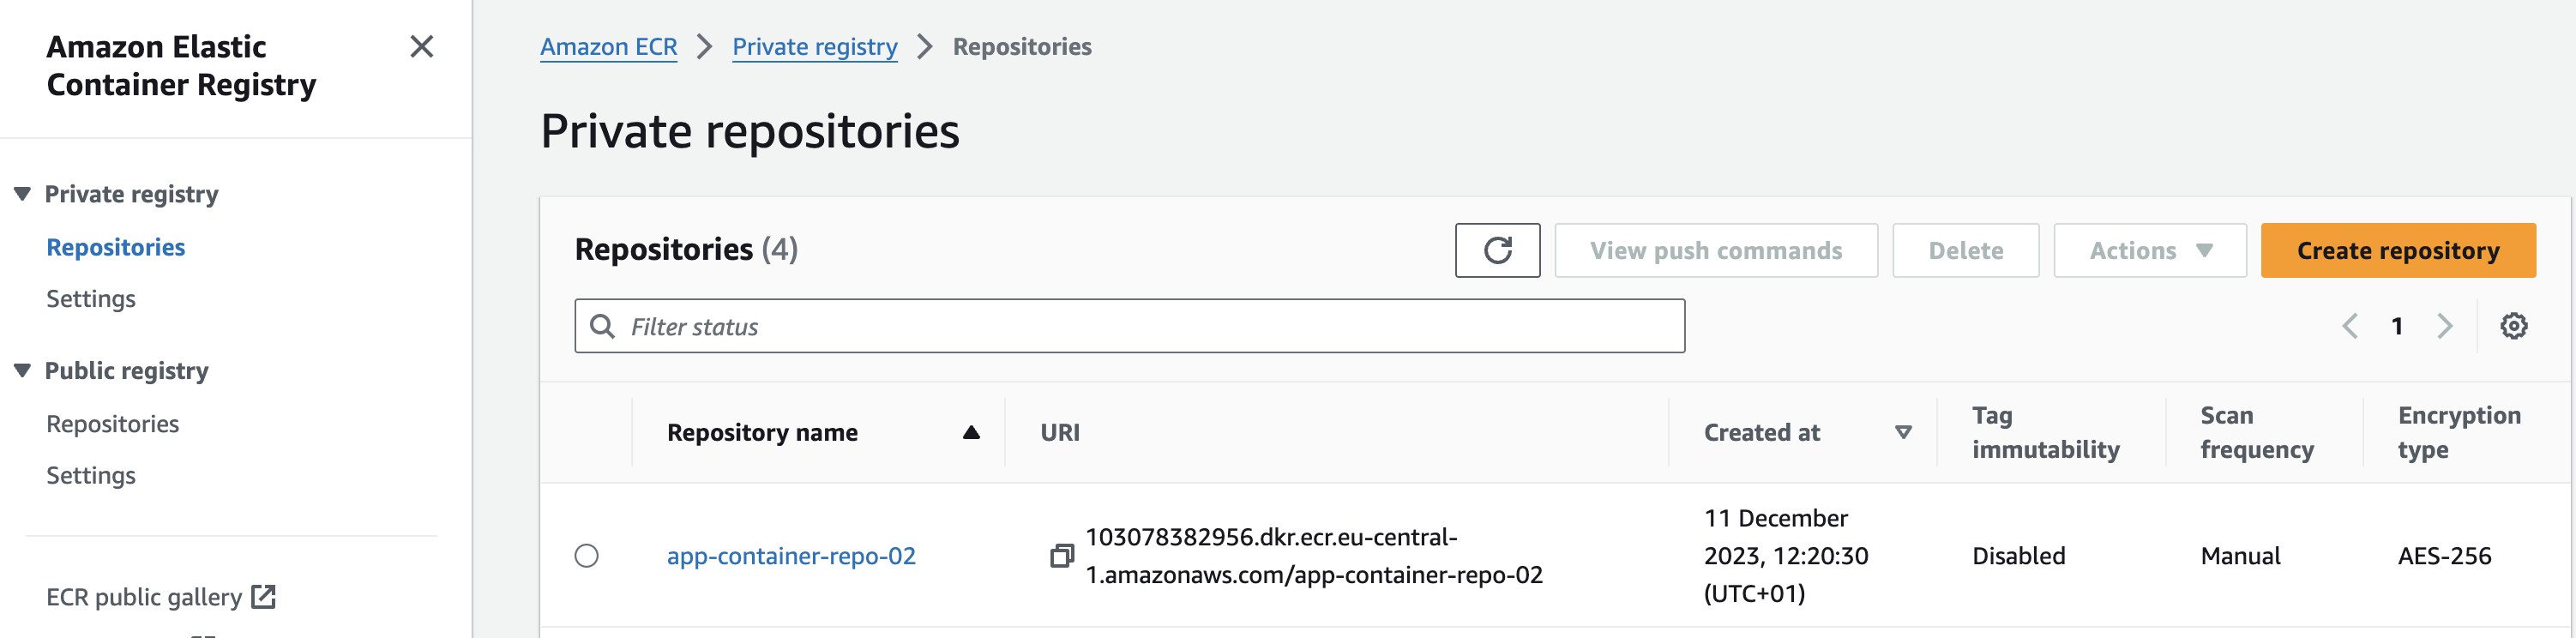 Amazon Elastic
Container Registry
Private registry
Repositories
Settings
Public registry
Repositories
Settings
ECR public gallery
Amazon ECR > Private registry > Repositories
Private repositories
Repositories (4)
View push commands
Delete
Actions
Create repository
Filter status
1
Repository name
URI
Created at
Tag
immutability
Scan
frequency
Encryption
type
app-container-repo-02
103078382956.dkr.ecr.eu-central-
1.amazonaws.com/app-container-repo-02
11 December
2023, 12:20:30
(UTC+01)
Disabled
Manual
AES-256